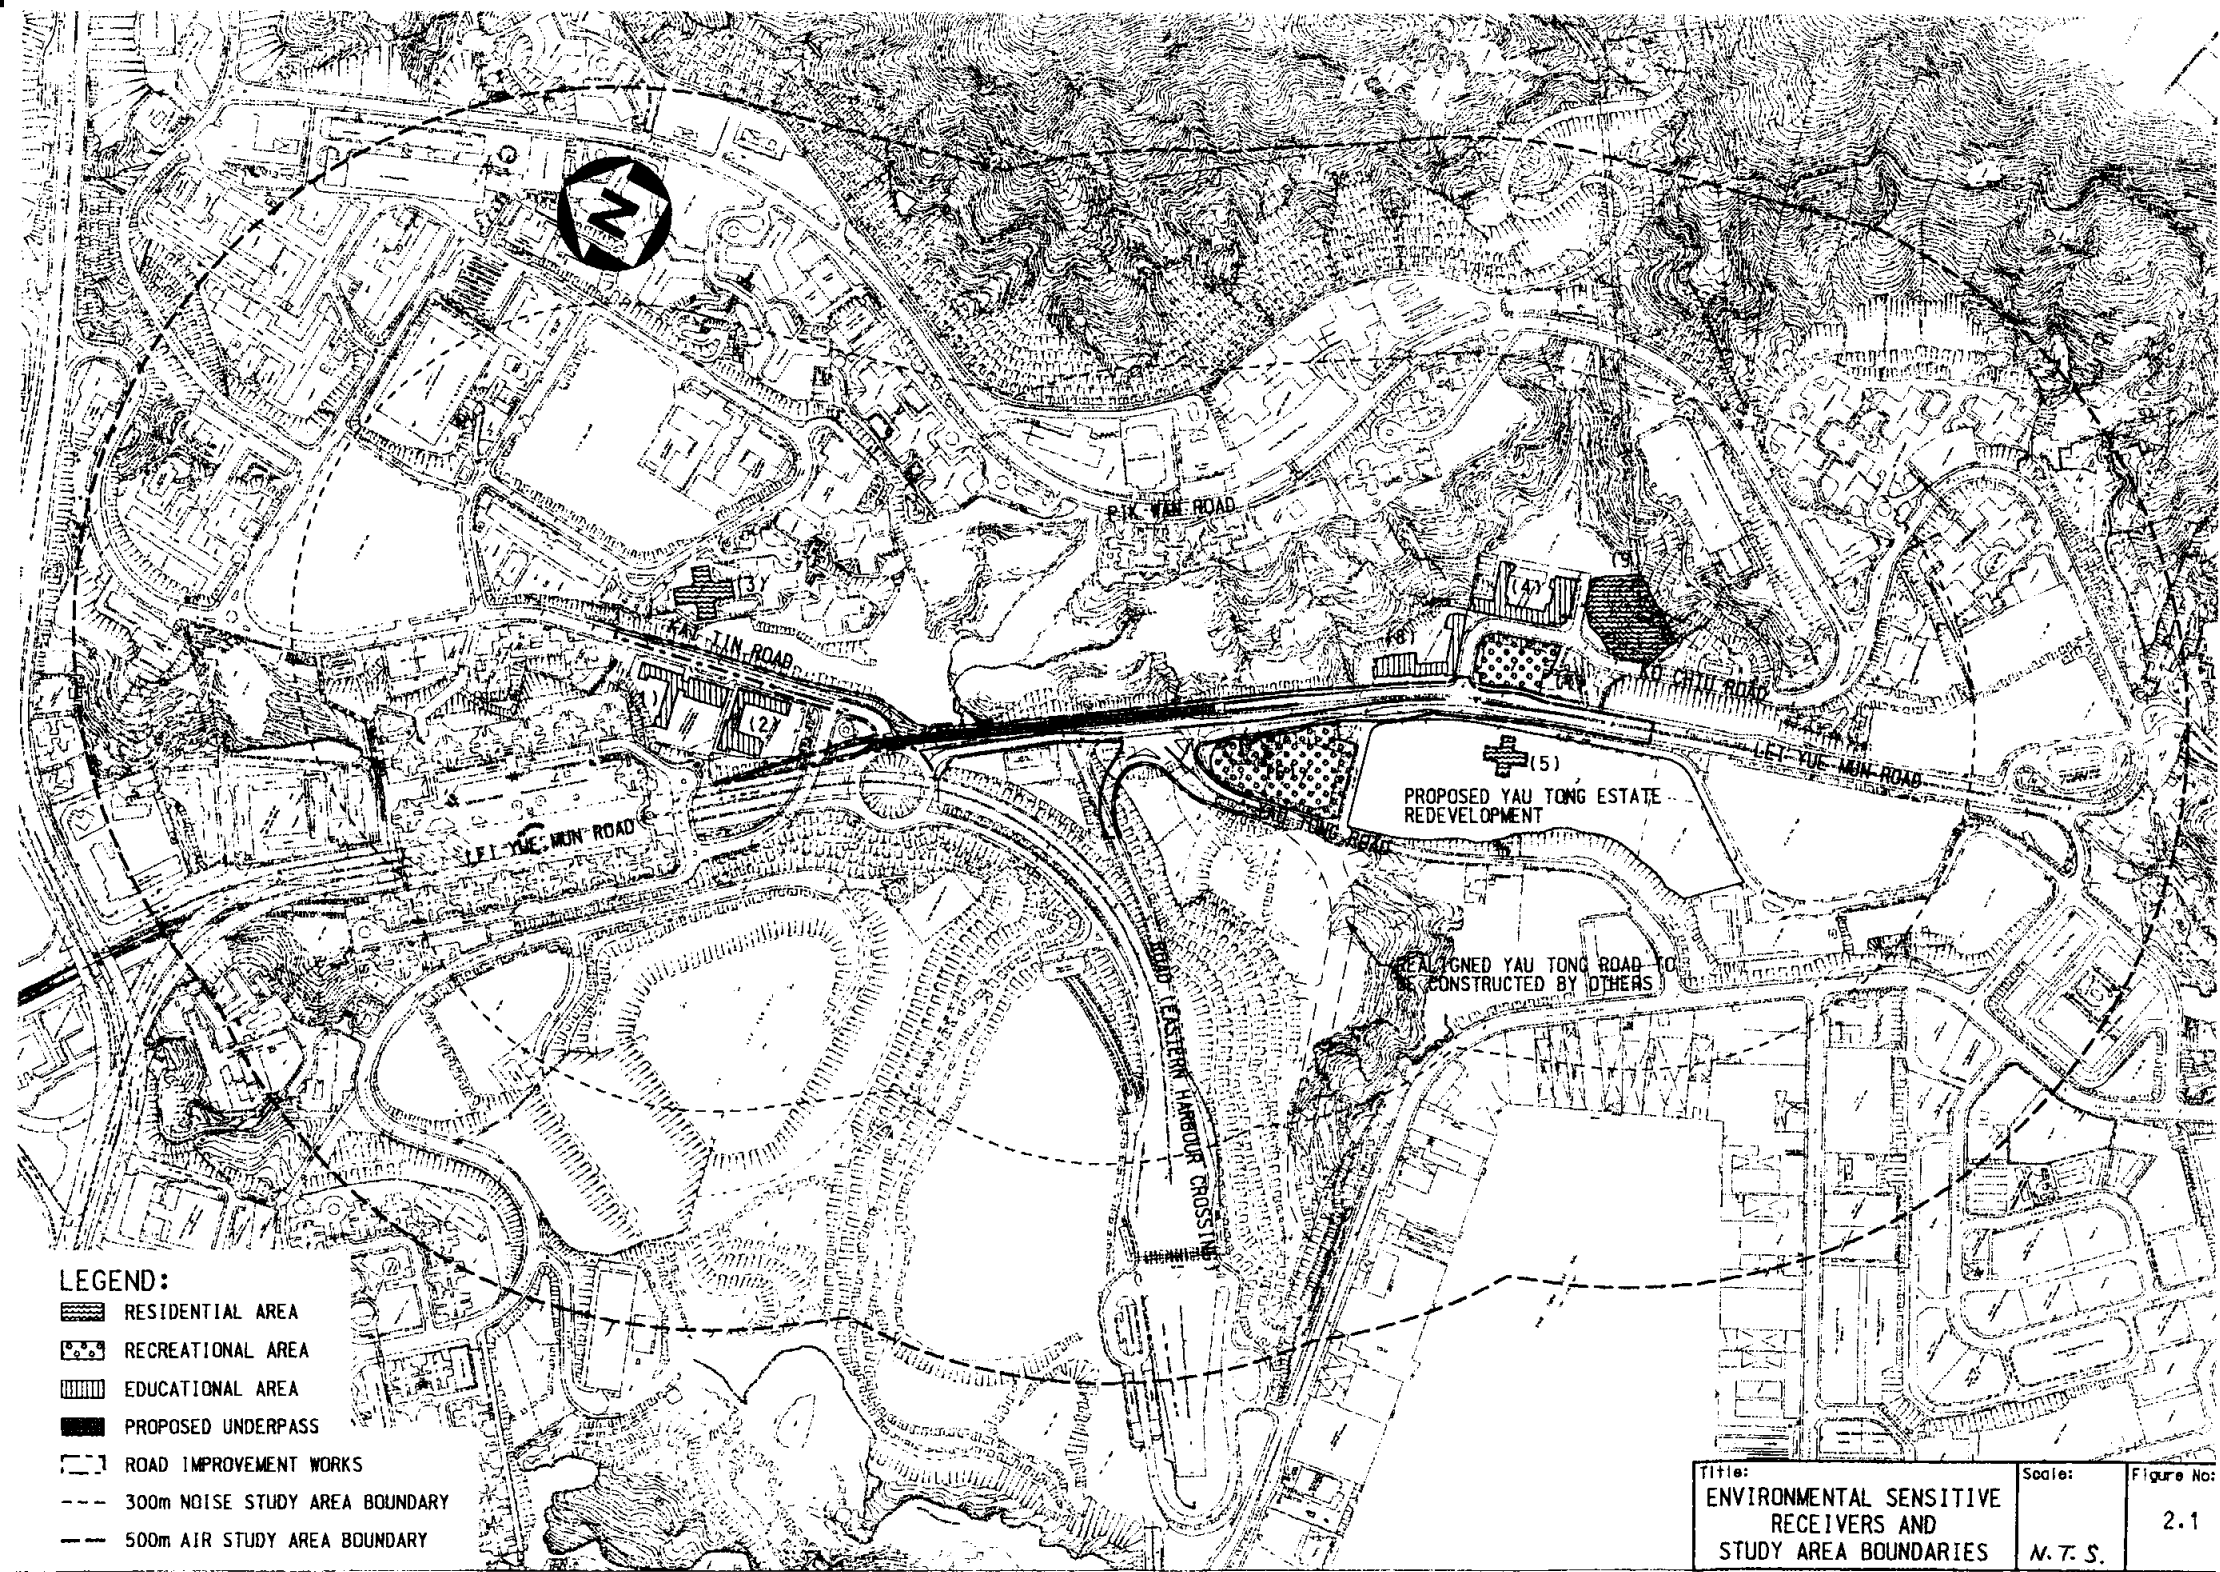 N
PIK WAN ROAD
(3)
(9)
(4)
KAI TIN ROAD
(8)
KO CHIU ROAD
(2)
LEI YUE MUN ROAD
(5)
PROPOSED YAU TONG ESTATE
REDEVELOPMENT
YAU TONG ROAD
LEI YUE MUN ROAD
REALIGNED YAU TONG ROAD TO
BE CONSTRUCTED BY OTHERS
ROAD (EASTERN HARBOUR CROSSING)
LEGEND:
RESIDENTIAL AREA
RECREATIONAL AREA
EDUCATIONAL AREA
PROPOSED UNDERPASS
ROAD IMPROVEMENT WORKS
300m NOISE STUDY AREA BOUNDARY
500m AIR STUDY AREA BOUNDARY
Title:
ENVIRONMENTAL SENSITIVE
RECEIVERS AND
STUDY AREA BOUNDARIES
Scale:
N.T.S.
Figure No:
2.1